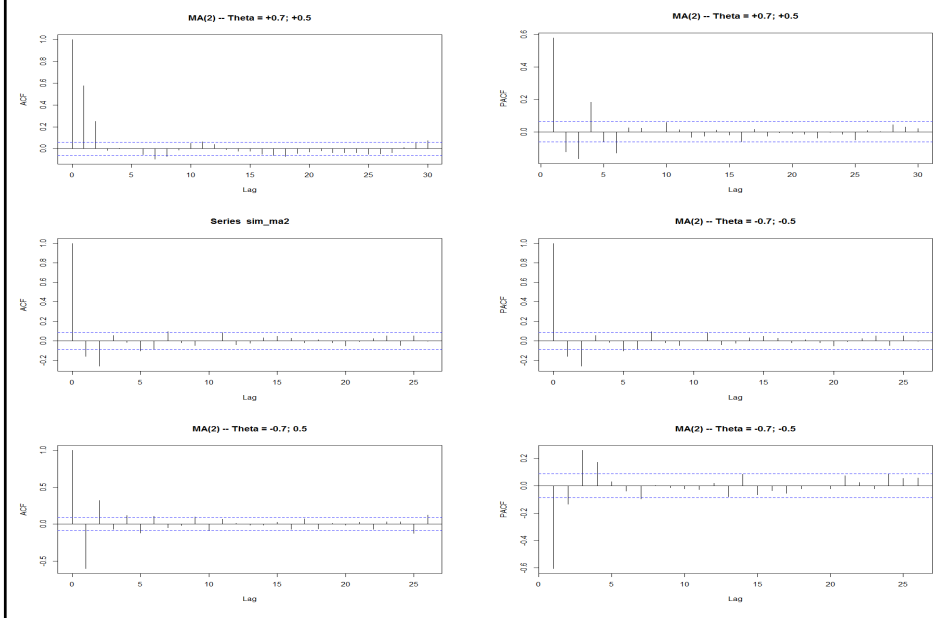 MA(2) -- Theta = +0.7; +0.5
ACF
0.0 0.2 0.4 0.6 0.8 1.0
0 5 10 15 20 25 30
Lag
MA(2) -- Theta = +0.7; +0.5
PACF
0.0 0.2 0.4 0.6
0 5 10 15 20 25 30
Lag
Series sim_ma2
ACF
-0.2 0.0 0.2 0.4 0.6 0.8 1.0
0 5 10 15 20 25
Lag
MA(2) -- Theta = -0.7; -0.5
PACF
-0.2 0.0 0.2 0.4 0.6 0.8 1.0
0 5 10 15 20 25
Lag
MA(2) -- Theta = -0.7; 0.5
ACF
-0.5 0.0 0.5 1.0
0 5 10 15 20 25
Lag
MA(2) -- Theta = -0.7; -0.5
PACF
-0.6 -0.4 -0.2 0.0 0.2
0 5 10 15 20 25
Lag